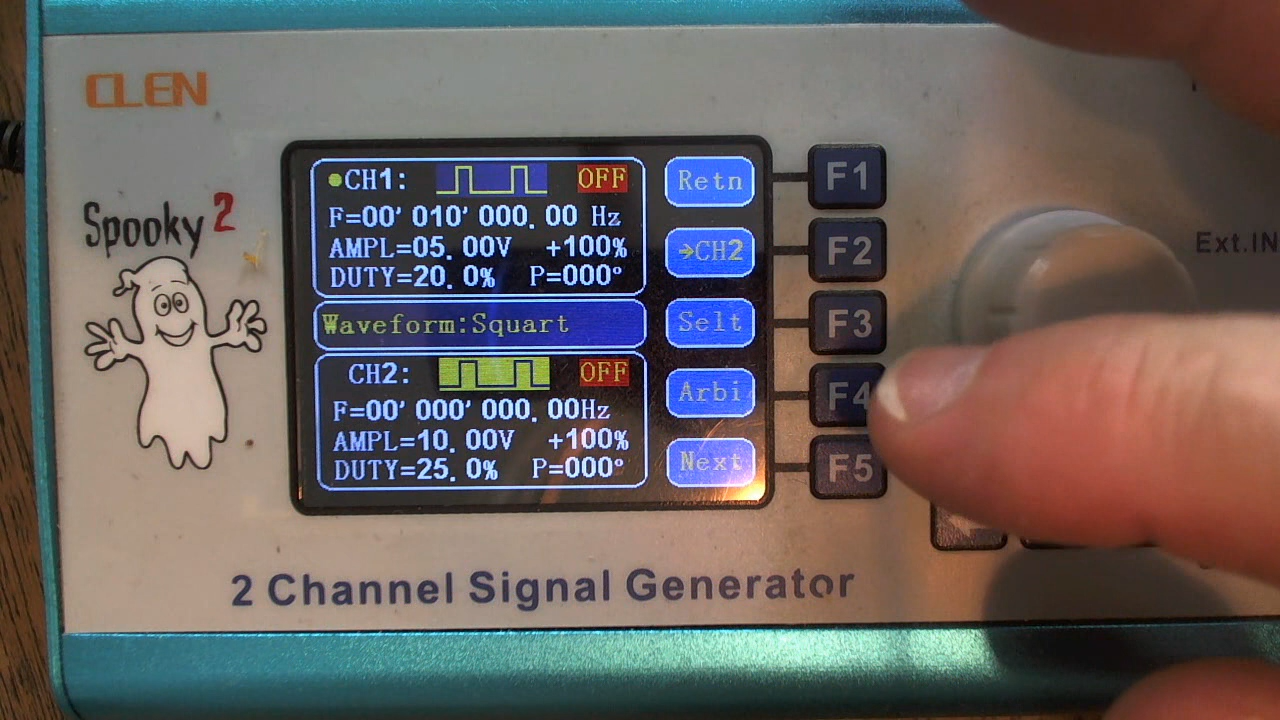 CLEN
Spooky 2
CH1: OFF
F=00' 010' 000. 00 Hz
AMPL=05. 00V +100%
DUTY=20. 0% P=000°
Waveform:Squart
CH2: OFF
F=00' 000' 000. 00Hz
AMPL=10. 00V +100%
DUTY=25. 0% P=000°
Retn
→CH2
Selt
Arbi
Next
F1
F2
F3
F4
F5
Ext.IN
2 Channel Signal Generator